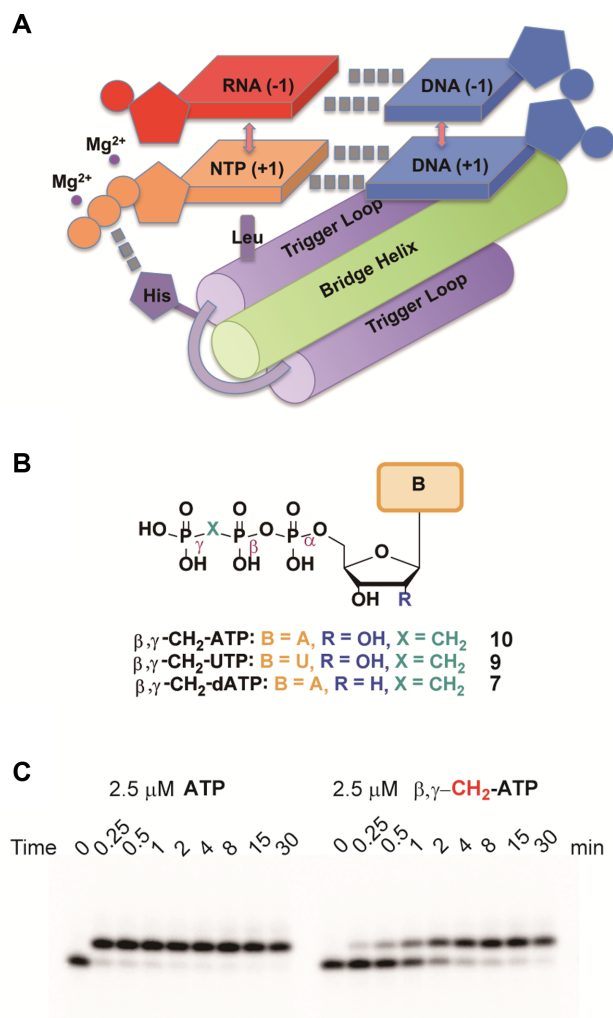 A
RNA (-1)
DNA (-1)
Mg2+
NTP (+1)
DNA (+1)
Mg2+
Leu
Trigger Loop
Bridge Helix
His
Trigger Loop
B
B
O O O
HO P X P O P O
γ β α
OH OH OH
O
OH R
β,γ-CH2-ATP: B = A, R = OH, X = CH2 10
β,γ-CH2-UTP: B = U, R = OH, X = CH2 9
β,γ-CH2-dATP: B = A, R = H, X = CH2 7
C
2.5 μM ATP 2.5 μM β,γ–CH2-ATP
Time 0 0.25 0.5 1 2 4 8 15 30 0 0.25 0.5 1 2 4 8 15 30 min